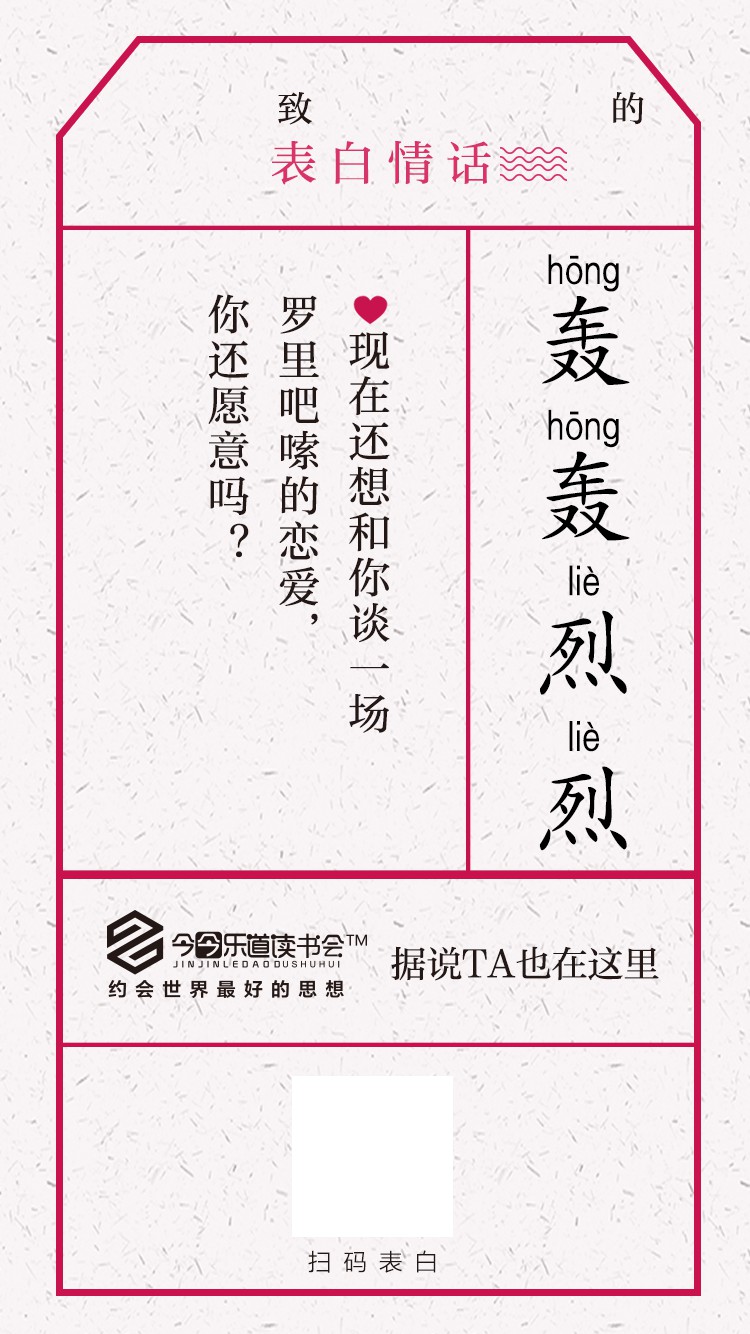 致 的
表白情话
hōng
轰
hōng
轰
liè
烈
liè
烈
现在还想和你谈一场
罗里吧嗦的恋爱，
你还愿意吗？
今今乐道读书会TM
JINJINLEDAODUSHUHUI
约会世界最好的思想
据说TA也在这里
扫码表白